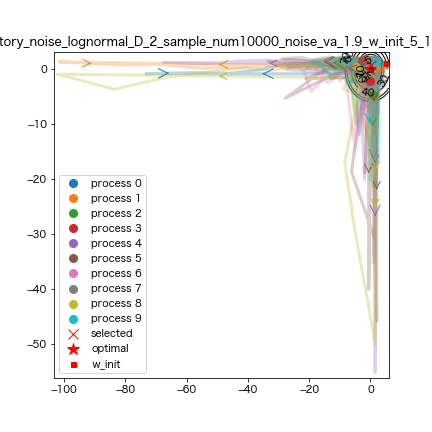 tory_noise_lognormal_D_2_sample_num10000_noise_va_1.9_w_init_5_1
0
−10
−20
−30
−40
−50
−100
−80
−60
−40
−20
0
40
process 0
process 1
process 2
process 3
process 4
process 5
process 6
process 7
process 8
process 9
selected
optimal
w_init